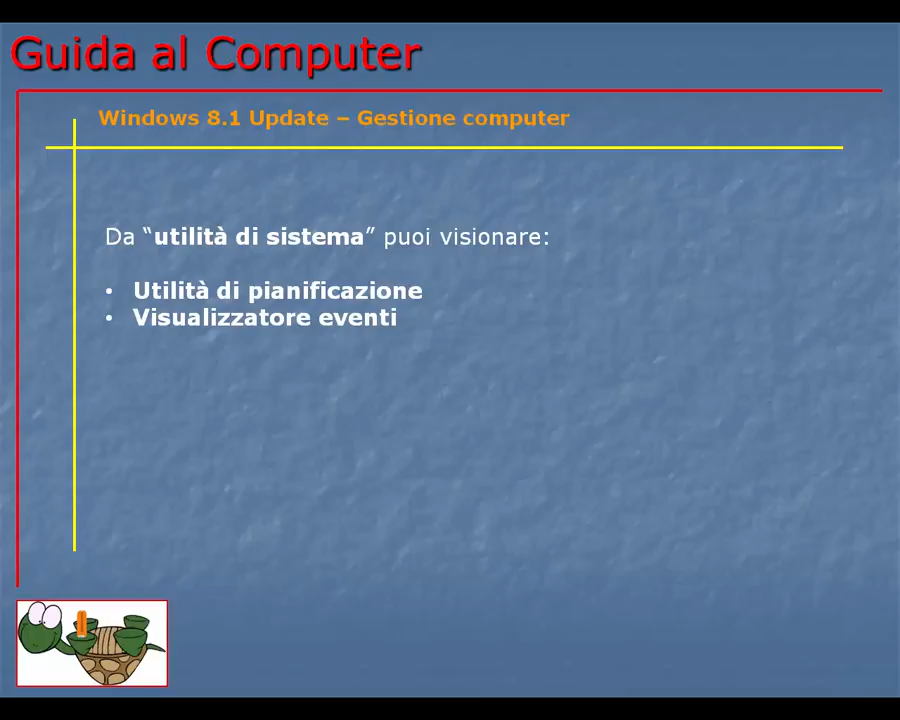 Guida al Computer
Windows 8.1 Update – Gestione computer
Da “utilità di sistema” puoi visionare:
• Utilità di pianificazione
• Visualizzatore eventi